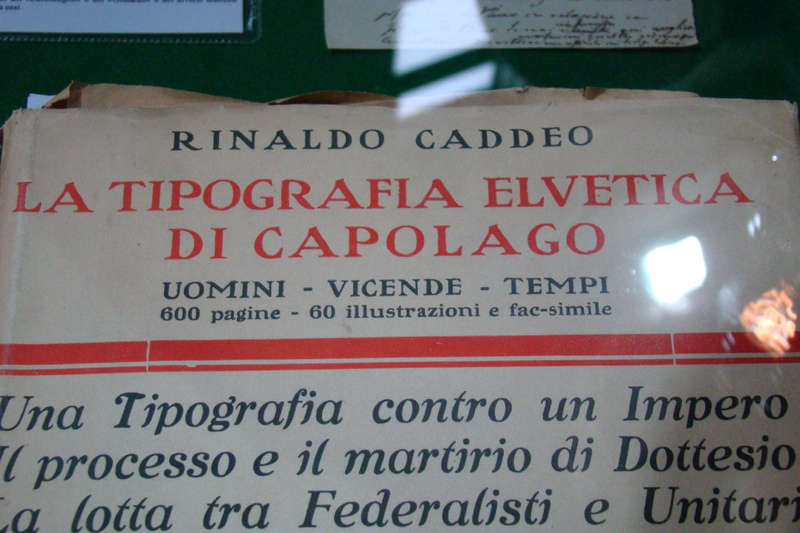 RINALDO CADDEO
LA TIPOGRAFIA ELVETICA
DI CAPOLAGO
UOMINI - VICENDE - TEMPI
600 pagine - 60 illustrazioni e fac-simile
Una Tipografia contro un Impero
Il processo e il martirio di Dottesio
La lotta tra Federalisti e Unitari